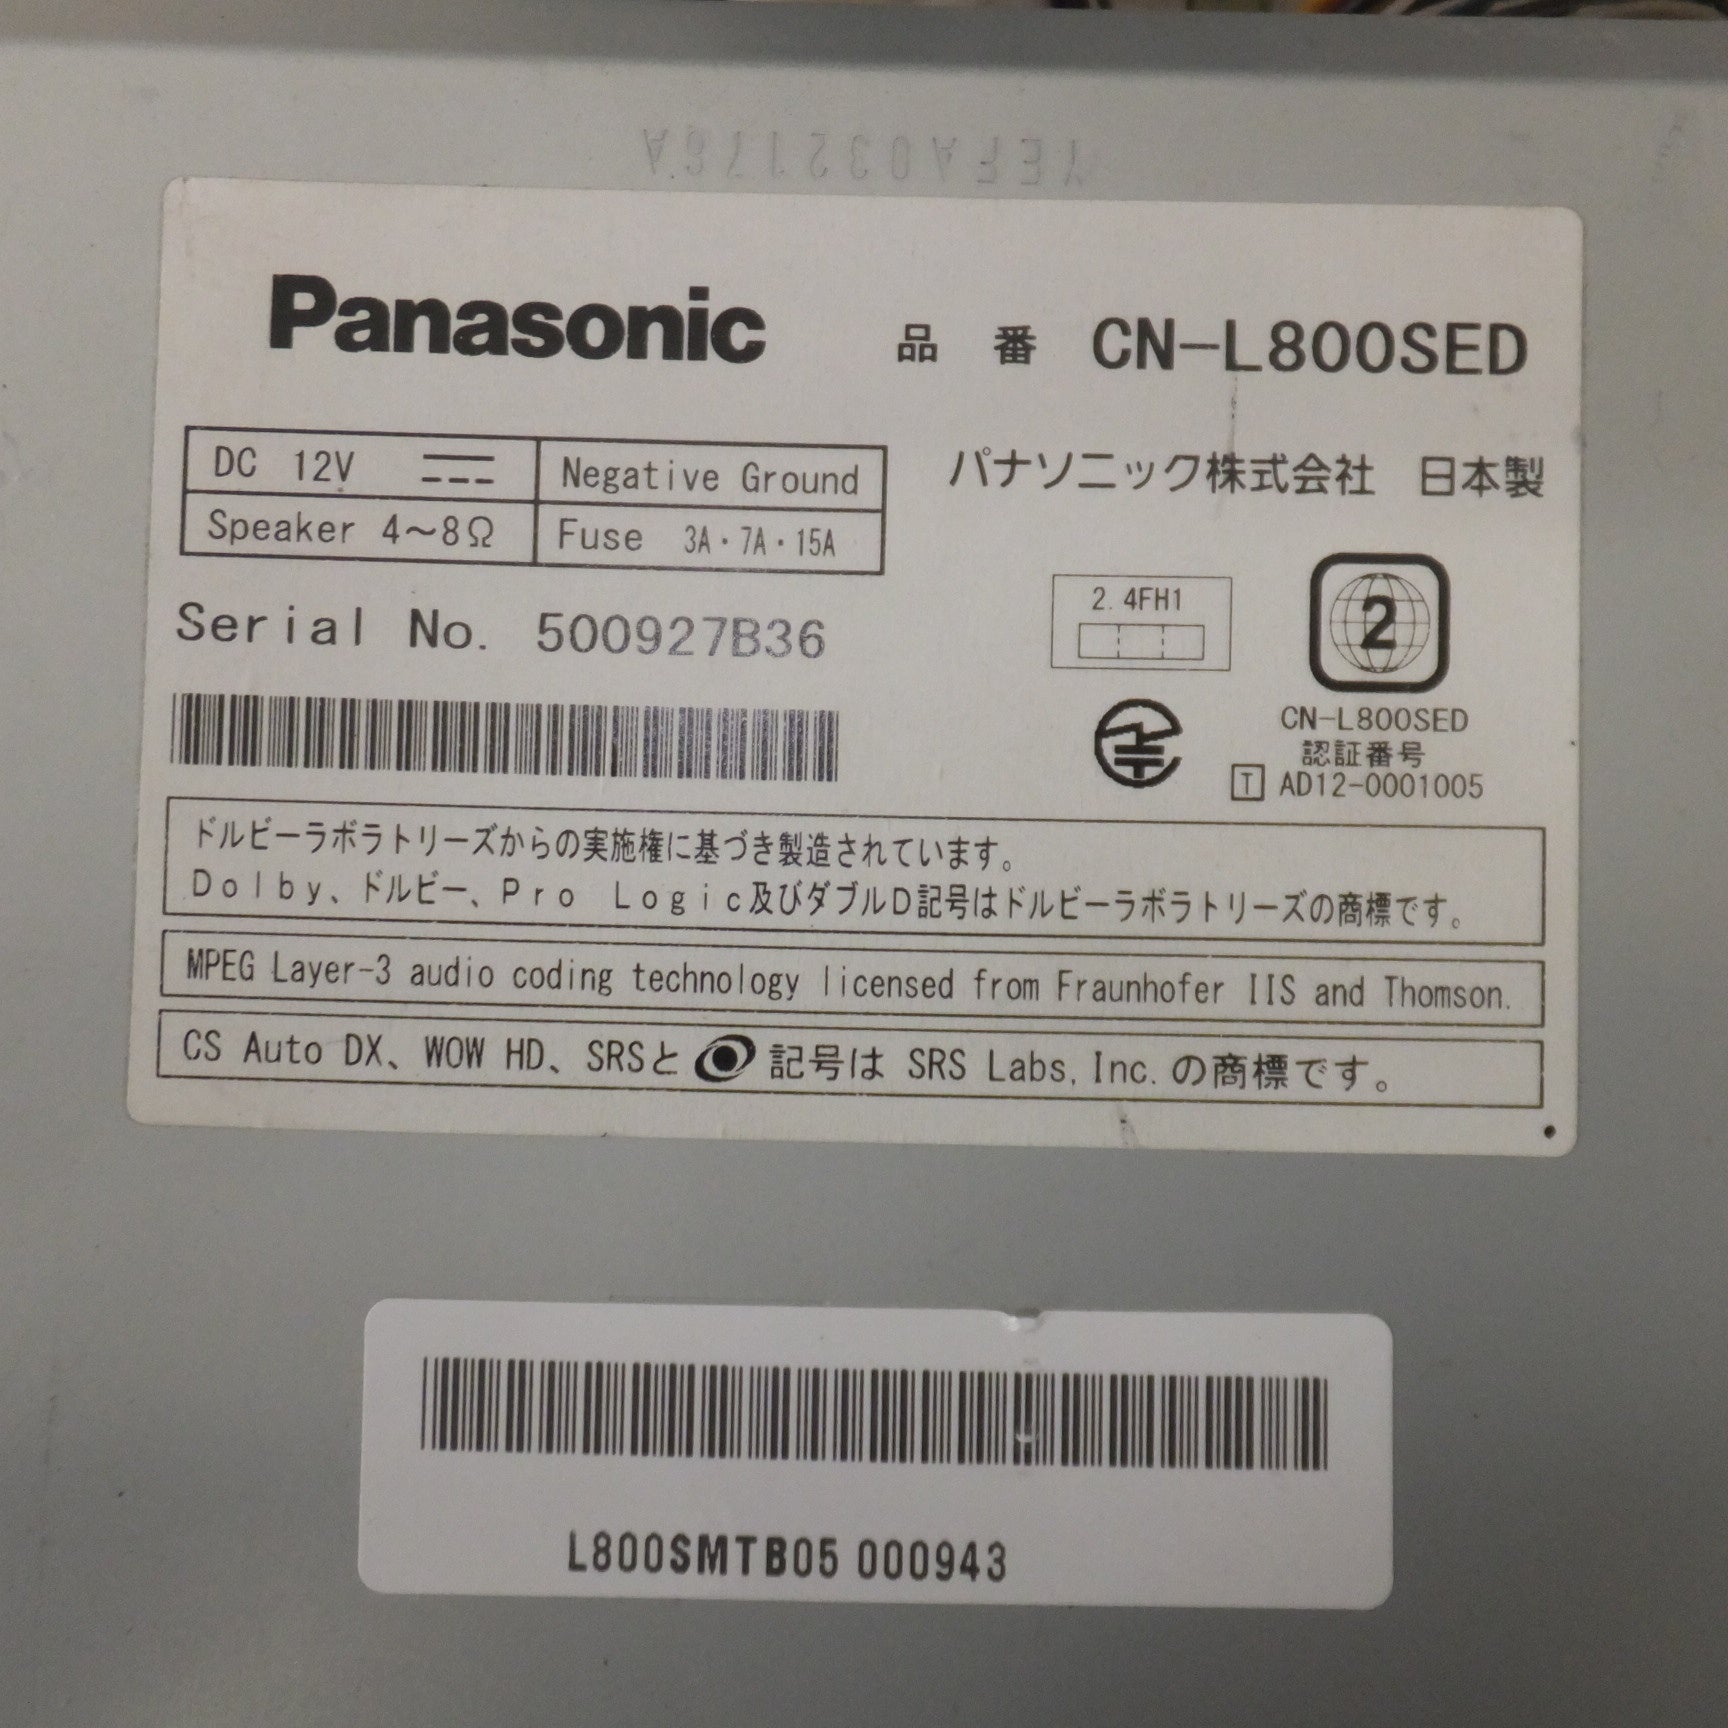 YEFA032178A
Panasonic 品 番 CN-L800SED
DC 12V Negative Ground
Speaker 4～8Ω Fuse 3A・7A・15A
パナソニック株式会社 日本製
Serial No. 500927B36
2.4FH1
2
CN-L800SED
認証番号
T AD12-0001005
ドルビーラボラトリーズからの実施権に基づき製造されています。
Dolby、ドルビー、Pro Logic及びダブルD記号はドルビーラボラトリーズの商標です。
MPEG Layer-3 audio coding technology licensed from Fraunhofer IIS and Thomson.
CS Auto DX、WOW HD、SRSと 記号は SRS Labs,Inc.の商標です。
L800SMTB05 000943